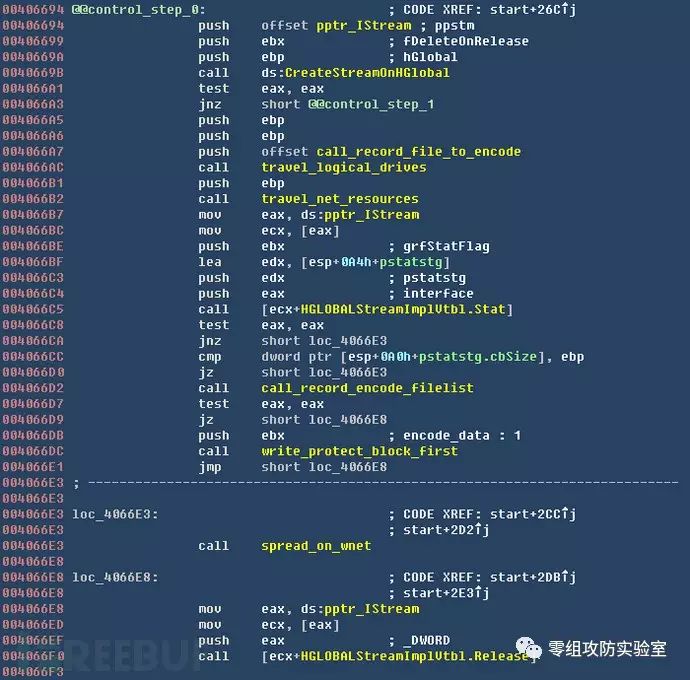 00406694 @@control_step_0: ; CODE XREF: start+26C↑j
00406694 push offset pptr_IStream ; ppstm
00406699 push ebx ; fDeleteOnRelease
0040669A push ebp ; hGlobal
0040669B call ds:CreateStreamOnHGlobal
004066A1 test eax, eax
004066A3 jnz short @@control_step_1
004066A5 push ebp
004066A6 push ebp
004066A7 push offset call_record_file_to_encode
004066AC call travel_logical_drives
004066B1 push ebp
004066B2 call travel_net_resources
004066B7 mov eax, ds:pptr_IStream
004066BC mov ecx, [eax]
004066BE push ebx ; grfStatFlag
004066BF lea edx, [esp+0A4h+pstatstg]
004066C3 push edx ; pstatstg
004066C4 push eax ; interface
004066C5 call [ecx+HGLOBALStreamImplVtbl.Stat]
004066C8 test eax, eax
004066CA jnz short loc_4066E3
004066CC cmp dword ptr [esp+0A0h+pstatstg.cbSize], ebp
004066D0 jz short loc_4066E3
004066D2 call call_record_encode_filelist
004066D7 test eax, eax
004066D9 jz short loc_4066E8
004066DB push ebx ; encode_data : 1
004066DC call write_protect_block_first
004066E1 jmp short loc_4066E8
004066E3 ; ---------------------------------------------------------------------------
004066E3
004066E3 loc_4066E3: ; CODE XREF: start+2CC↑j
004066E3 ; start+2D2↑j
004066E3 call spread_on_wnet
004066E8
004066E8 loc_4066E8: ; CODE XREF: start+2DB↑j
004066E8 ; start+2E3↑j
004066E8 mov eax, ds:pptr_IStream
004066ED mov ecx, [eax]
004066EF push eax ; _DWORD
004066F0 call [ecx+HGLOBALStreamImplVtbl.Release]
004066F3
REEBUF
零组攻防实验室